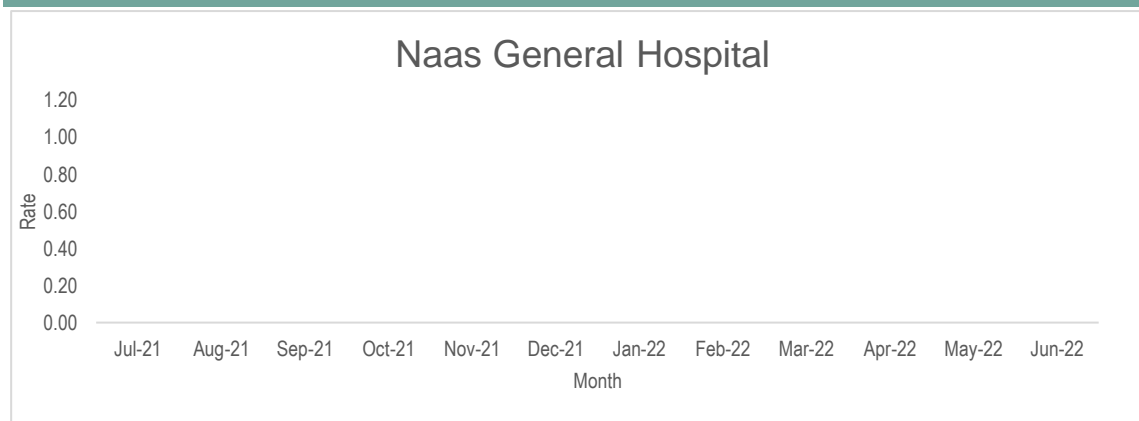 Naas General Hospital
1.20
1.00
0.80
0.60
0.40
0.20
0.00
Rate
Jul-21 Aug-21 Sep-21 Oct-21 Nov-21 Dec-21 Jan-22 Feb-22 Mar-22 Apr-22 May-22 Jun-22
Month